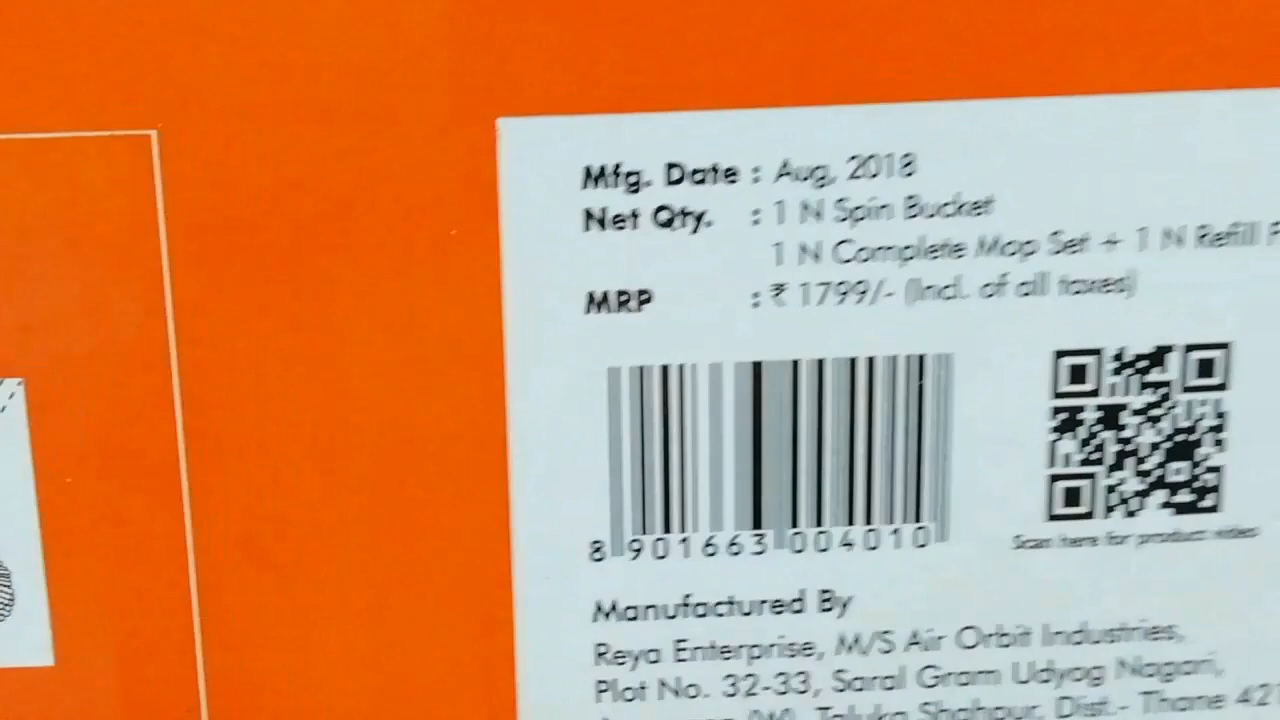 Mfg. Date : Aug, 2018
Net Qty. : 1 N Spin Bucket
1 N Complete Mop Set + 1 N Refill
MRP : ₹ 1799/- (Incl. of all taxes)
8 901663 004010
Scan here for product video
Manufactured By
Reya Enterprise, M/S Air Orbit Industries,
Plot No. 32-33, Saral Gram Udyog Nagari,
(W), Taluka Shahpur, Dist.- Thane